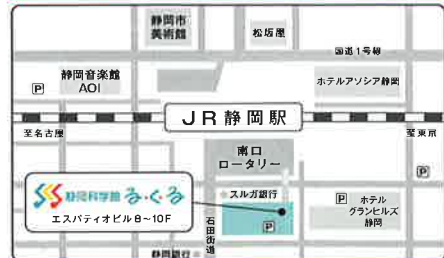 静岡市
美術館
松坂屋
国道1号線
静岡音楽館
AOI
P
ホテルアソシア静岡
JR静岡駅
至名古屋
至東京
南口
ロータリー
P
静岡科学館 る・く・る
エスパティオビル8～10F
スルガ銀行
P
ホテル
グランヒルズ
静岡
P
石田街道
静岡銀行